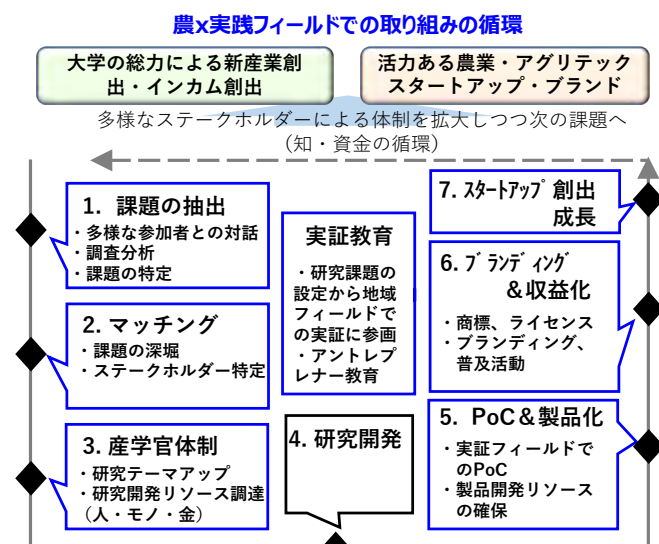 農x実践フィールドでの取り組みの循環
大学の総力による新産業創
出・インカム創出
活力ある農業・アグリテック
スタートアップ・ブランド
多様なステークホルダーによる体制を拡大しつつ次の課題へ
（知・資金の循環）
1. 課題の抽出
・多様な参加者との対話
・調査分析
・課題の特定
2. マッチング
・課題の深堀
・ステークホルダー特定
3. 産学官体制
・研究テーマアップ
・研究開発リソース調達
（人・モノ・金）
実証教育
・研究課題の
設定から地域
フィールドで
の実証に参画
・アントレプ
レナー教育
4. 研究開発
7. ｽﾀｰﾄｱｯﾌﾟ 創出
成長
6. ﾌﾞﾗﾝﾃﾞｨﾝｸﾞ
＆収益化
・商標、ライセンス
・ブランディング、
普及活動
5. PoC＆製品化
・実証フィールドで
のPoC
・製品開発リソース
の確保